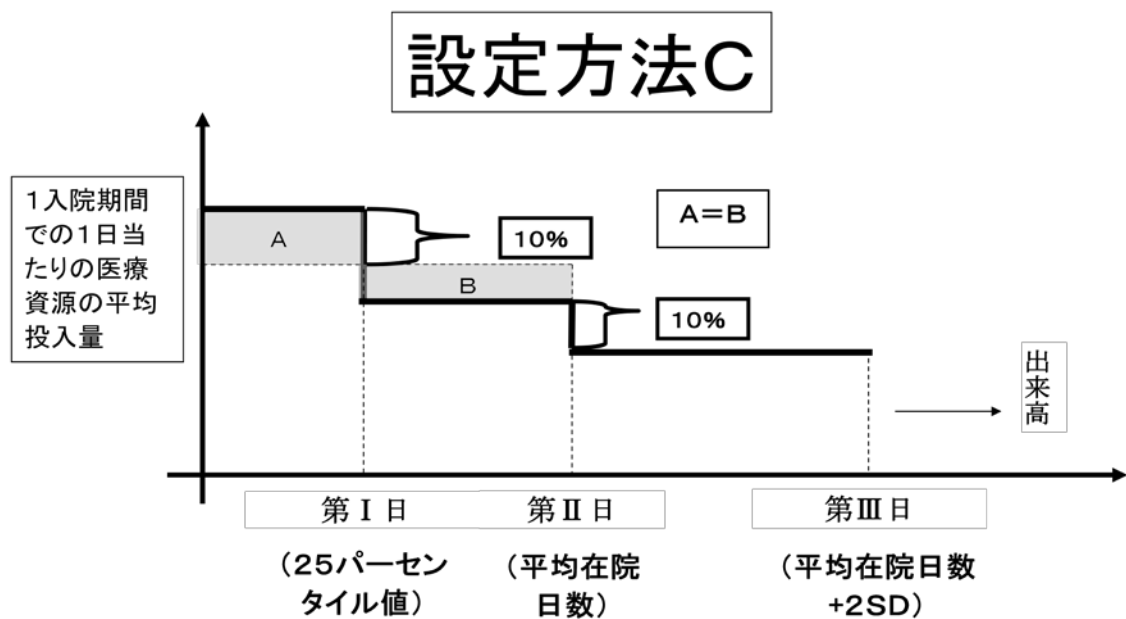 設定方法C
1入院期間
での1日当
たりの医療
資源の平均
投入量
A
10%
A=B
B
10%
出来高
第Ⅰ日
第Ⅱ日
第Ⅲ日
（25パーセン
タイル値）
（平均在院
日数）
（平均在院日数
+2SD）